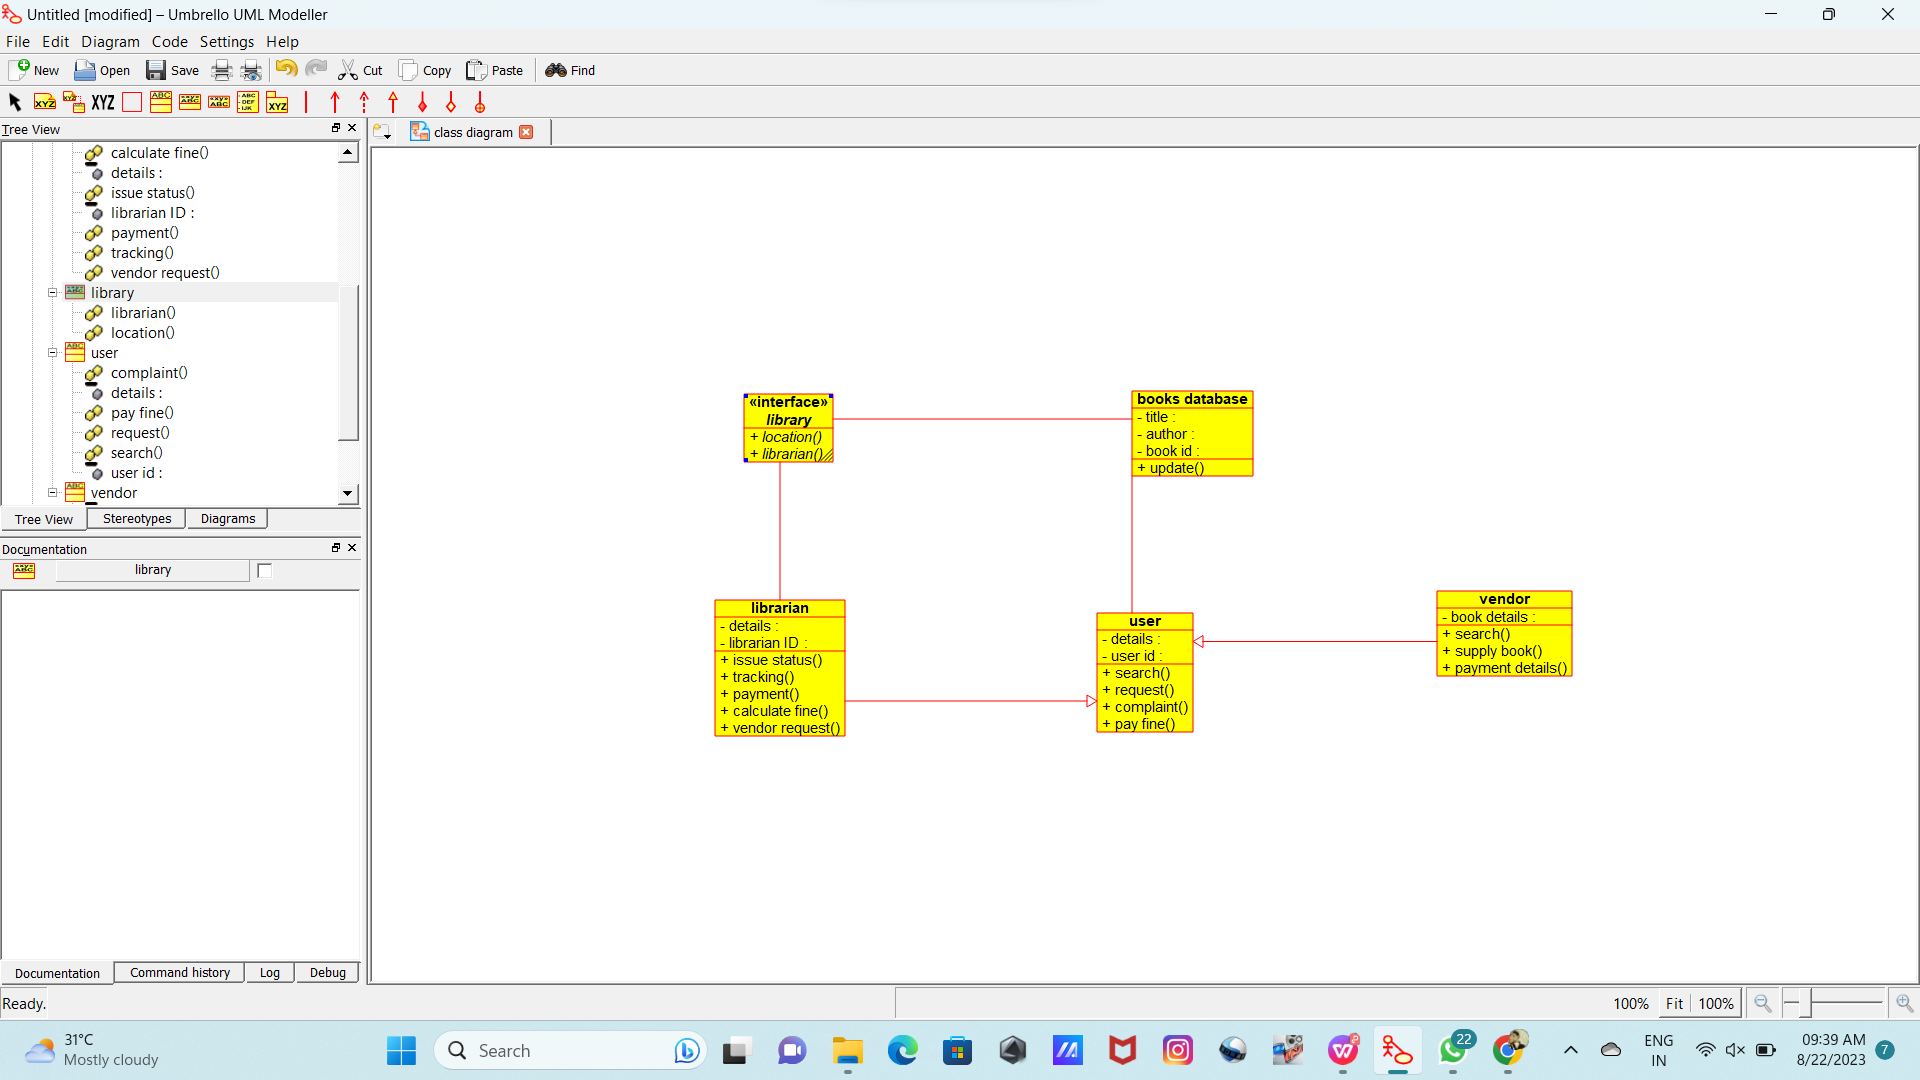 Untitled [modified] – Umbrello UML Modeller
File Edit Diagram Code Settings Help
New Open Save Cut Copy Paste Find
XYZ XYZ ABC XYZ
Tree View
class diagram
calculate fine()
details :
issue status()
librarian ID :
payment()
tracking()
vendor request()
library
librarian()
location()
user
complaint()
details :
pay fine()
request()
search()
user id :
vendor
Tree View Stereotypes Diagrams
Documentation
library
Documentation Command history Log Debug
«interface»
library
+ location()
+ librarian()
books database
- title :
- author :
- book id :
+ update()
librarian
- details :
- librarian ID :
+ issue status()
+ tracking()
+ payment()
+ calculate fine()
+ vendor request()
user
- details :
- user id :
+ search()
+ request()
+ complaint()
+ pay fine()
vendor
- book details :
+ search()
+ supply book()
+ payment details()
Ready.
100% Fit 100%
31°C
Mostly cloudy
Search
22
ENG
IN
09:39 AM
8/22/2023
7